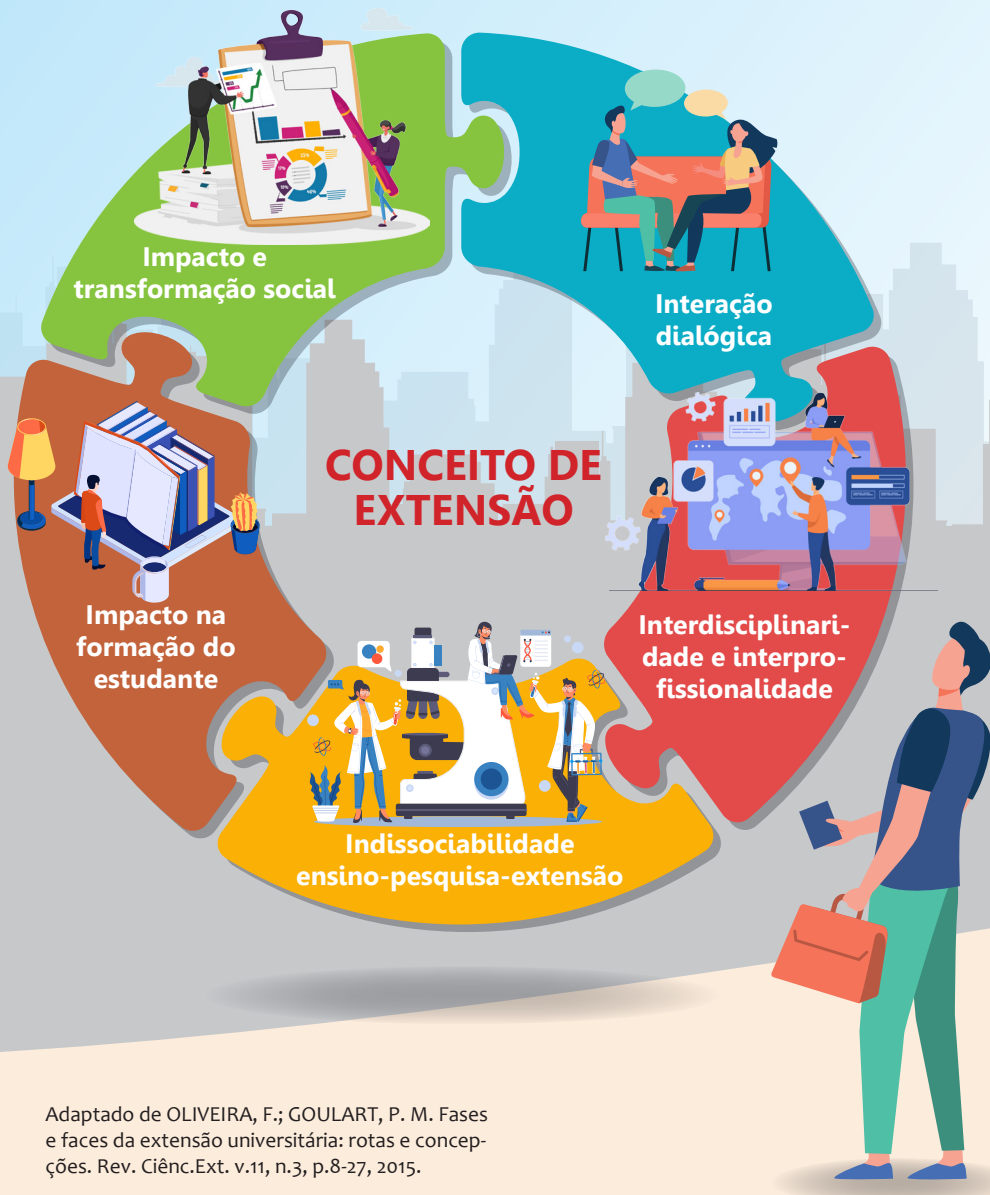 Impacto e
transformação social
Interação
dialógica
CONCEITO DE
EXTENSÃO
Impacto na
formação do
estudante
Interdisciplinari-
dade e interpro-
fissionalidade
Indissociabilidade
ensino-pesquisa-extensão
Adaptado de OLIVEIRA, F.; GOULART, P. M. Fases
e faces da extensão universitária: rotas e concep-
ções. Rev. Ciênc.Ext. v.11, n.3, p.8-27, 2015.